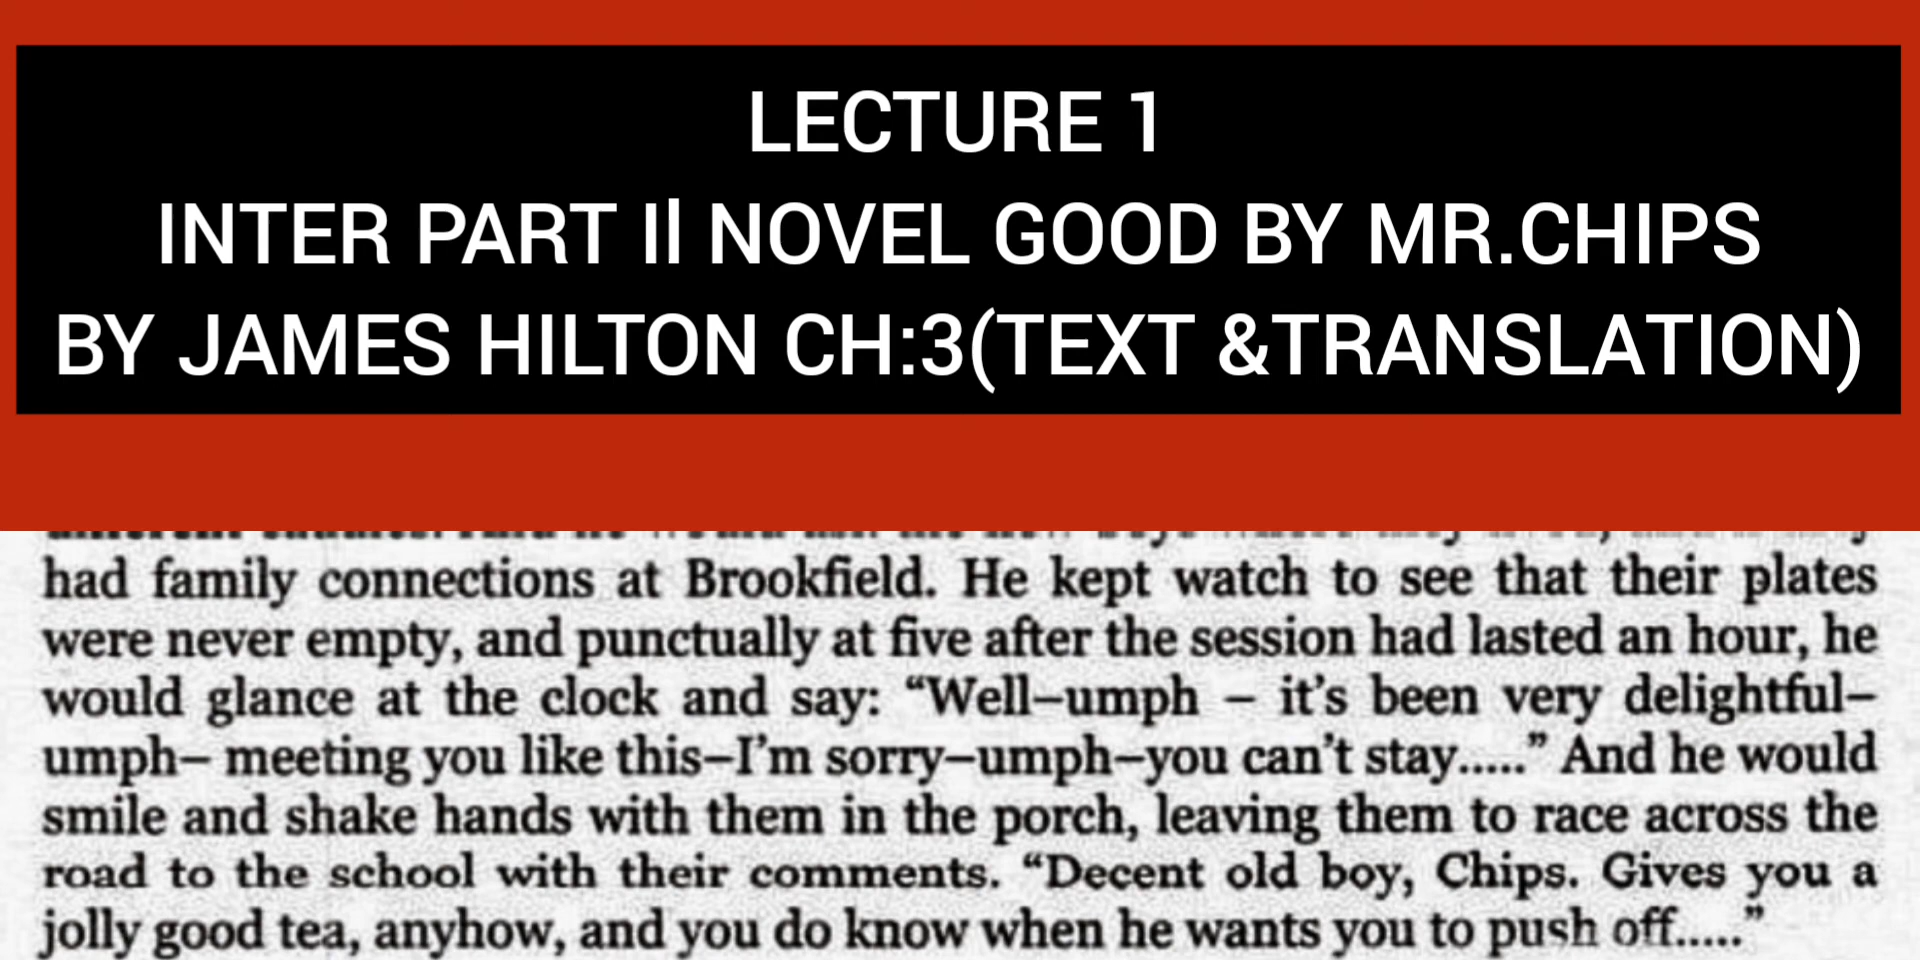 LECTURE 1
INTER PART Il NOVEL GOOD BY MR.CHIPS
BY JAMES HILTON CH:3(TEXT &TRANSLATION)
had family connections at Brookfield. He kept watch to see that their plates
were never empty, and punctually at five after the session had lasted an hour, he
would glance at the clock and say: “Well–umph – it’s been very delightful–
umph– meeting you like this–I’m sorry–umph–you can’t stay.....” And he would
smile and shake hands with them in the porch, leaving them to race across the
road to the school with their comments. “Decent old boy, Chips. Gives you a
jolly good tea, anyhow, and you do know when he wants you to push off.....”